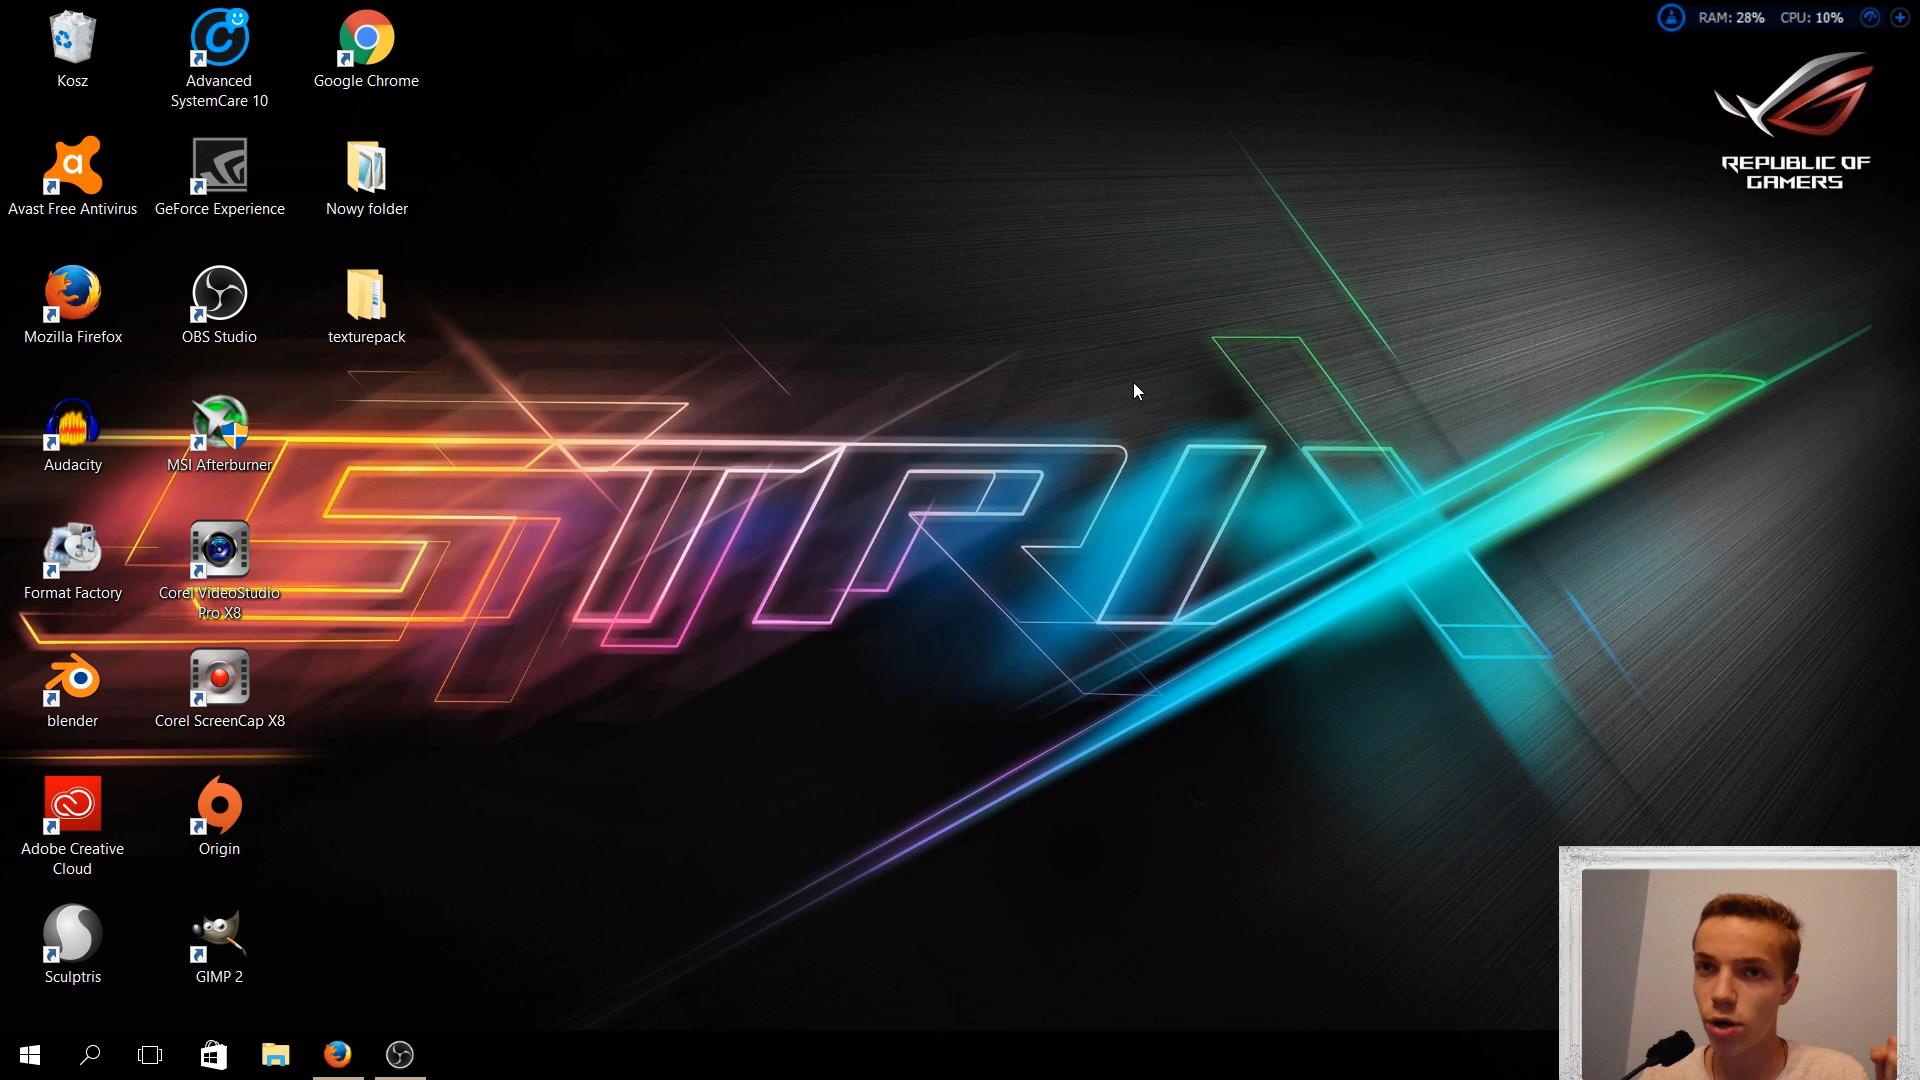 Kosz
Advanced
SystemCare 10
Google Chrome
RAM: 28% CPU: 10%
REPUBLIC OF
GAMERS
Avast Free Antivirus
GeForce Experience
Nowy folder
Mozilla Firefox
OBS Studio
texturepack
Audacity
MSI Afterburner
STRIX
Format Factory
Corel VideoStudio
Pro X8
blender
Corel ScreenCap X8
Adobe Creative
Cloud
Origin
Sculptris
GIMP 2